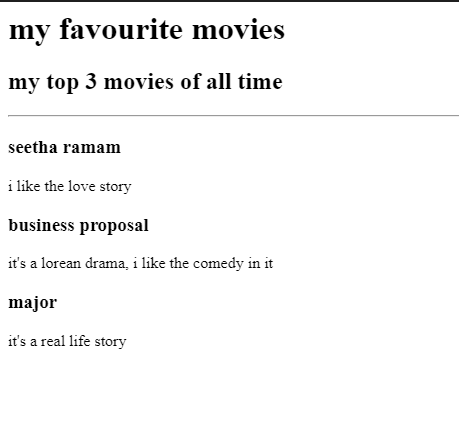 my favourite movies
my top 3 movies of all time
seetha ramam
i like the love story
business proposal
it's a lorean drama, i like the comedy in it
major
it's a real life story